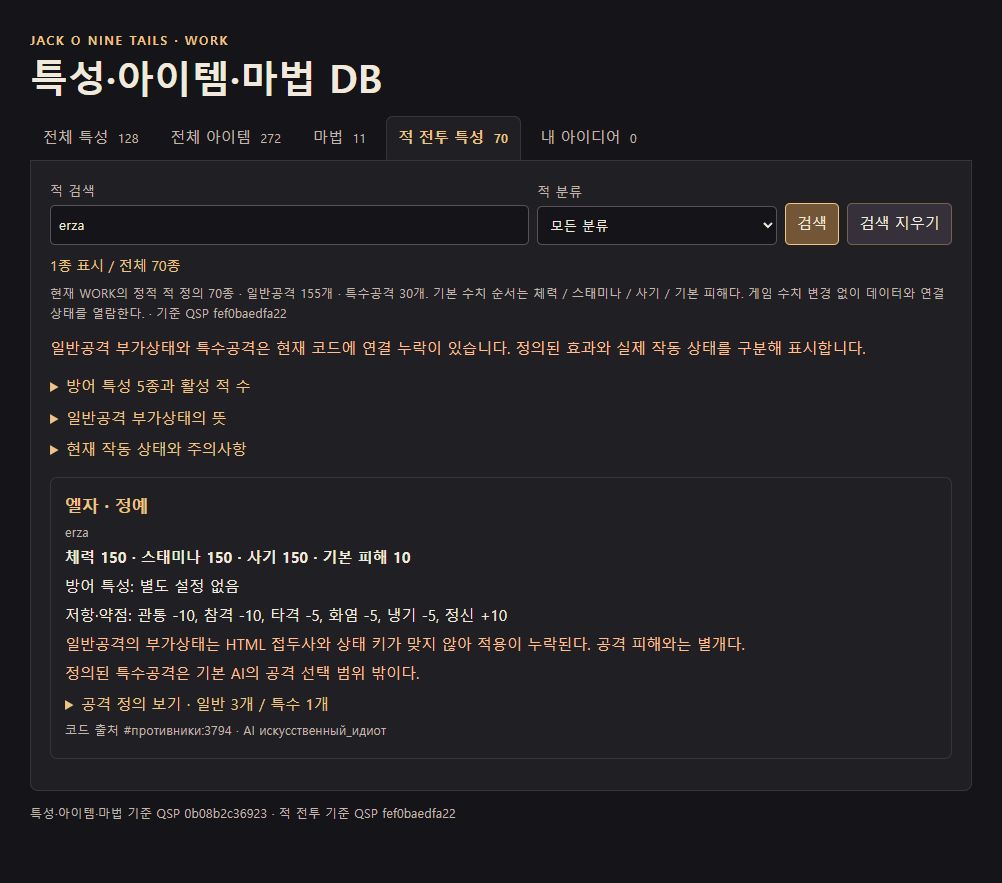 JACK O NINE TAILS · WORK
특성·아이템·마법 DB
전체 특성 128 전체 아이템 272 마법 11 적 전투 특성 70 내 아이디어 0
적 검색 적 분류
erza 모든 분류 검색 검색 지우기
1종 표시 / 전체 70종
현재 WORK의 정적 적 정의 70종 · 일반공격 155개 · 특수공격 30개. 기본 수치 순서는 체력 / 스태미나 / 사기 / 기본 피해다. 게임 수치 변경 없이 데이터와 연결
상태를 열람한다. · 기준 QSP fef0baedfa22
일반공격 부가상태와 특수공격은 현재 코드에 연결 누락이 있습니다. 정의된 효과와 실제 작동 상태를 구분해 표시합니다.
▶ 방어 특성 5종과 활성 적 수
▶ 일반공격 부가상태의 뜻
▶ 현재 작동 상태와 주의사항
엘자 · 정예
erza
체력 150 · 스태미나 150 · 사기 150 · 기본 피해 10
방어 특성: 별도 설정 없음
저항·약점: 관통 -10, 참격 -10, 타격 -5, 화염 -5, 냉기 -5, 정신 +10
일반공격의 부가상태는 HTML 접두사와 상태 키가 맞지 않아 적용이 누락된다. 공격 피해와는 별개다.
정의된 특수공격은 기본 AI의 공격 선택 범위 밖이다.
▶ 공격 정의 보기 · 일반 3개 / 특수 1개
코드 출처 #противники:3794 · AI искусственный_идиот
특성·아이템·마법 기준 QSP 0b08b2c36923 · 적 전투 기준 QSP fef0baedfa22